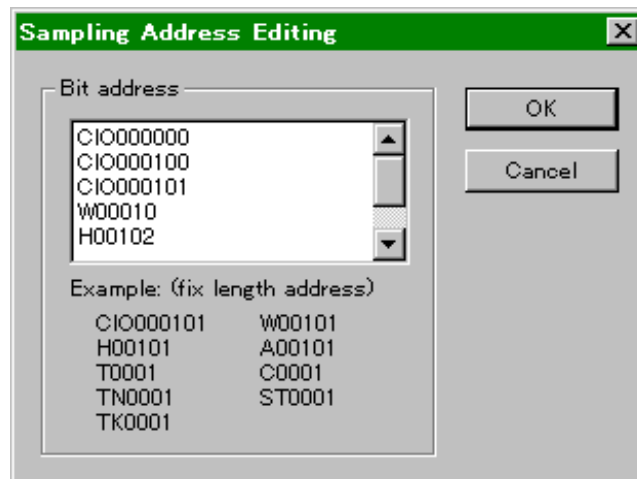 Sampling Address Editing
Bit address
CIO000000
CIO000100
CIO000101
W00010
H00102
OK
Cancel
Example: (fix length address)
CIO000101 W00101
H00101 A00101
T0001 C0001
TN0001 ST0001
TK0001